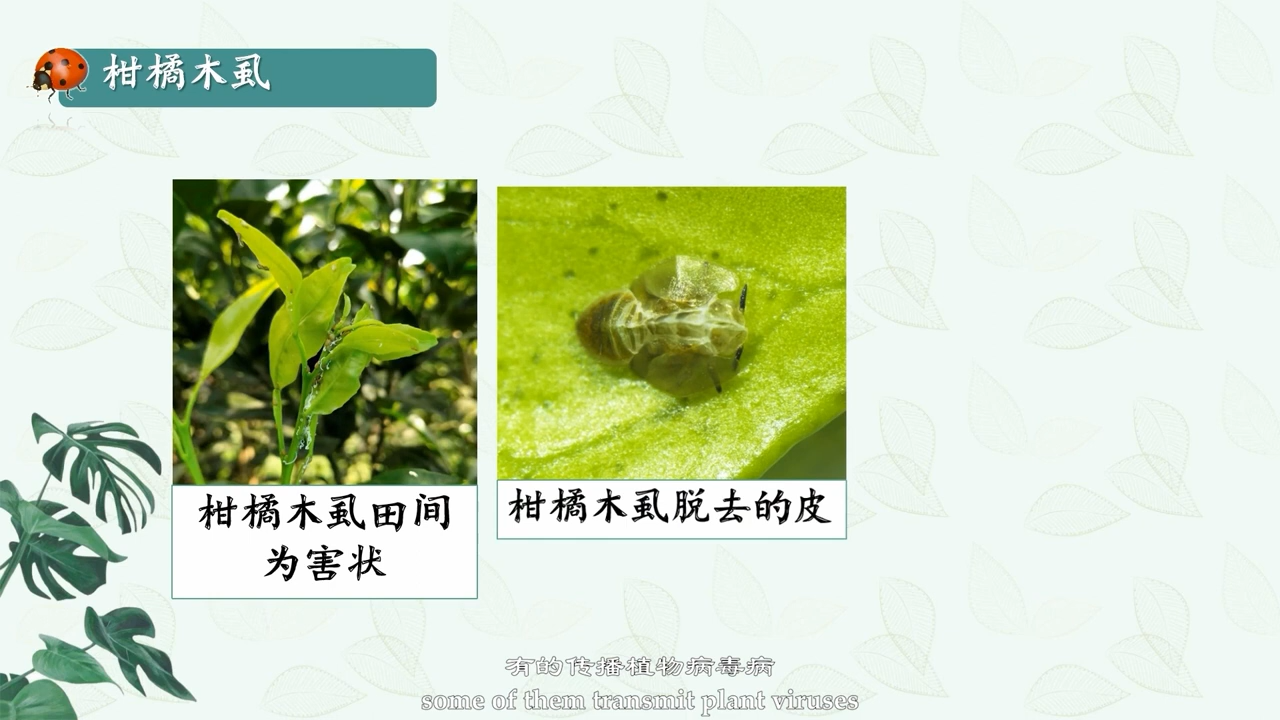 柑橘木虱
柑橘木虱田间
为害状
柑橘木虱脱去的皮
有的传播植物病毒病
some of them transmit plant viruses